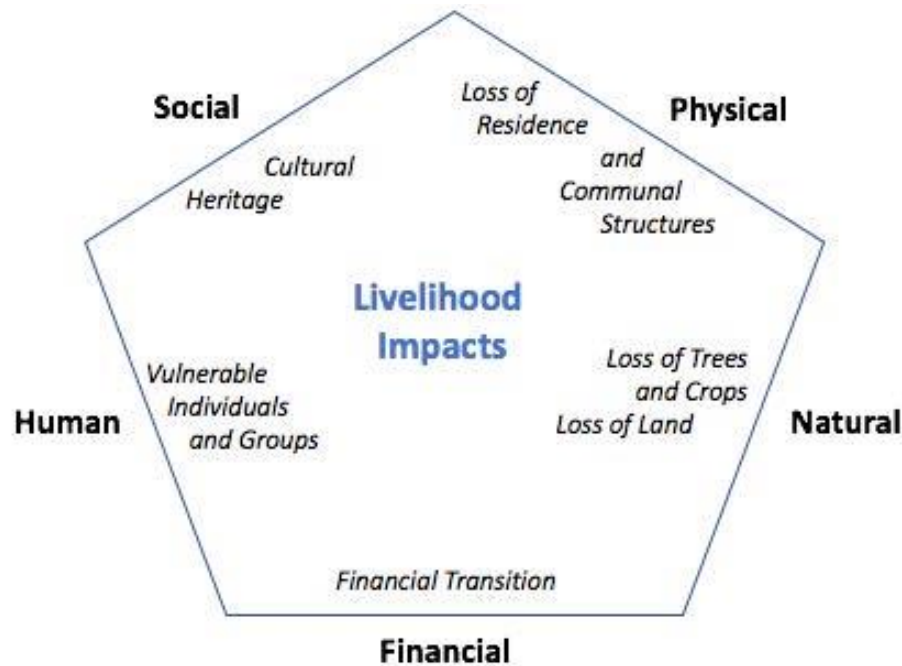 Social
Physical
Loss of
Residence
and
Communal
Structures
Cultural
Heritage
Livelihood
Impacts
Vulnerable
Individuals
and Groups
Human
Loss of Trees
and Crops
Loss of Land
Natural
Financial Transition
Financial